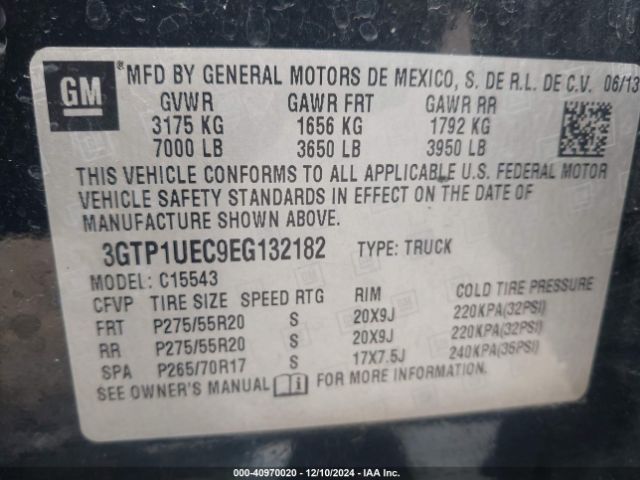 GM ® MFD BY GENERAL MOTORS DE MEXICO, S. DE R.L. DE C.V. 06/13
GVWR GAWR FRT GAWR RR
3175 KG 1656 KG 1792 KG
7000 LB 3650 LB 3950 LB
THIS VEHICLE CONFORMS TO ALL APPLICABLE U.S. FEDERAL MOTOR
VEHICLE SAFETY STANDARDS IN EFFECT ON THE DATE OF
MANUFACTURE SHOWN ABOVE.
3GTP1UEC9EG132182 TYPE: TRUCK
MODEL: C15543
CFVP TIRE SIZE SPEED RTG RIM COLD TIRE PRESSURE
FRT P275/55R20 S 20X9J 220KPA(32PSI)
RR P275/55R20 S 20X9J 220KPA(32PSI)
SPA P265/70R17 S 17X7.5J 240KPA(35PSI)
SEE OWNER'S MANUAL FOR MORE INFORMATION.
000-40970020 - 12/10/2024 - IAA Inc.